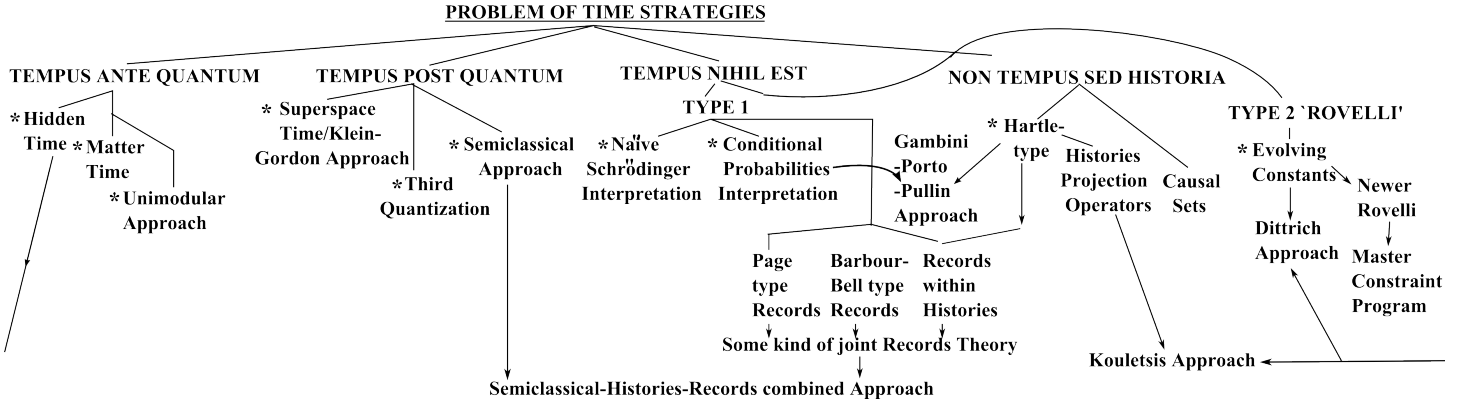 PROBLEM OF TIME STRATEGIES
TEMPUS ANTE QUANTUM
* Hidden
Time
* Matter
Time
* Unimodular
Approach
TEMPUS POST QUANTUM
* Superspace
Time/Klein-
Gordon Approach
* Third
Quantization
* Semiclassical
Approach
TEMPUS NIHIL EST
TYPE 1
* Naïve
Schrödinger
Interpretation
* Conditional
Probabilities
Interpretation
Gambini
-Porto
-Pullin
Approach
NON TEMPUS SED HISTORIA
* Hartle-
type
Histories
Projection
Operators
Causal
Sets
TYPE 2 `ROVELLI'
* Evolving
Constants
Newer
Rovelli
Dittrich
Approach
Master
Constraint
Program
Page
type
Records
Barbour-
Bell type
Records
Records
within
Histories
Some kind of joint Records Theory
Kouletsis Approach
Semiclassical-Histories-Records combined Approach